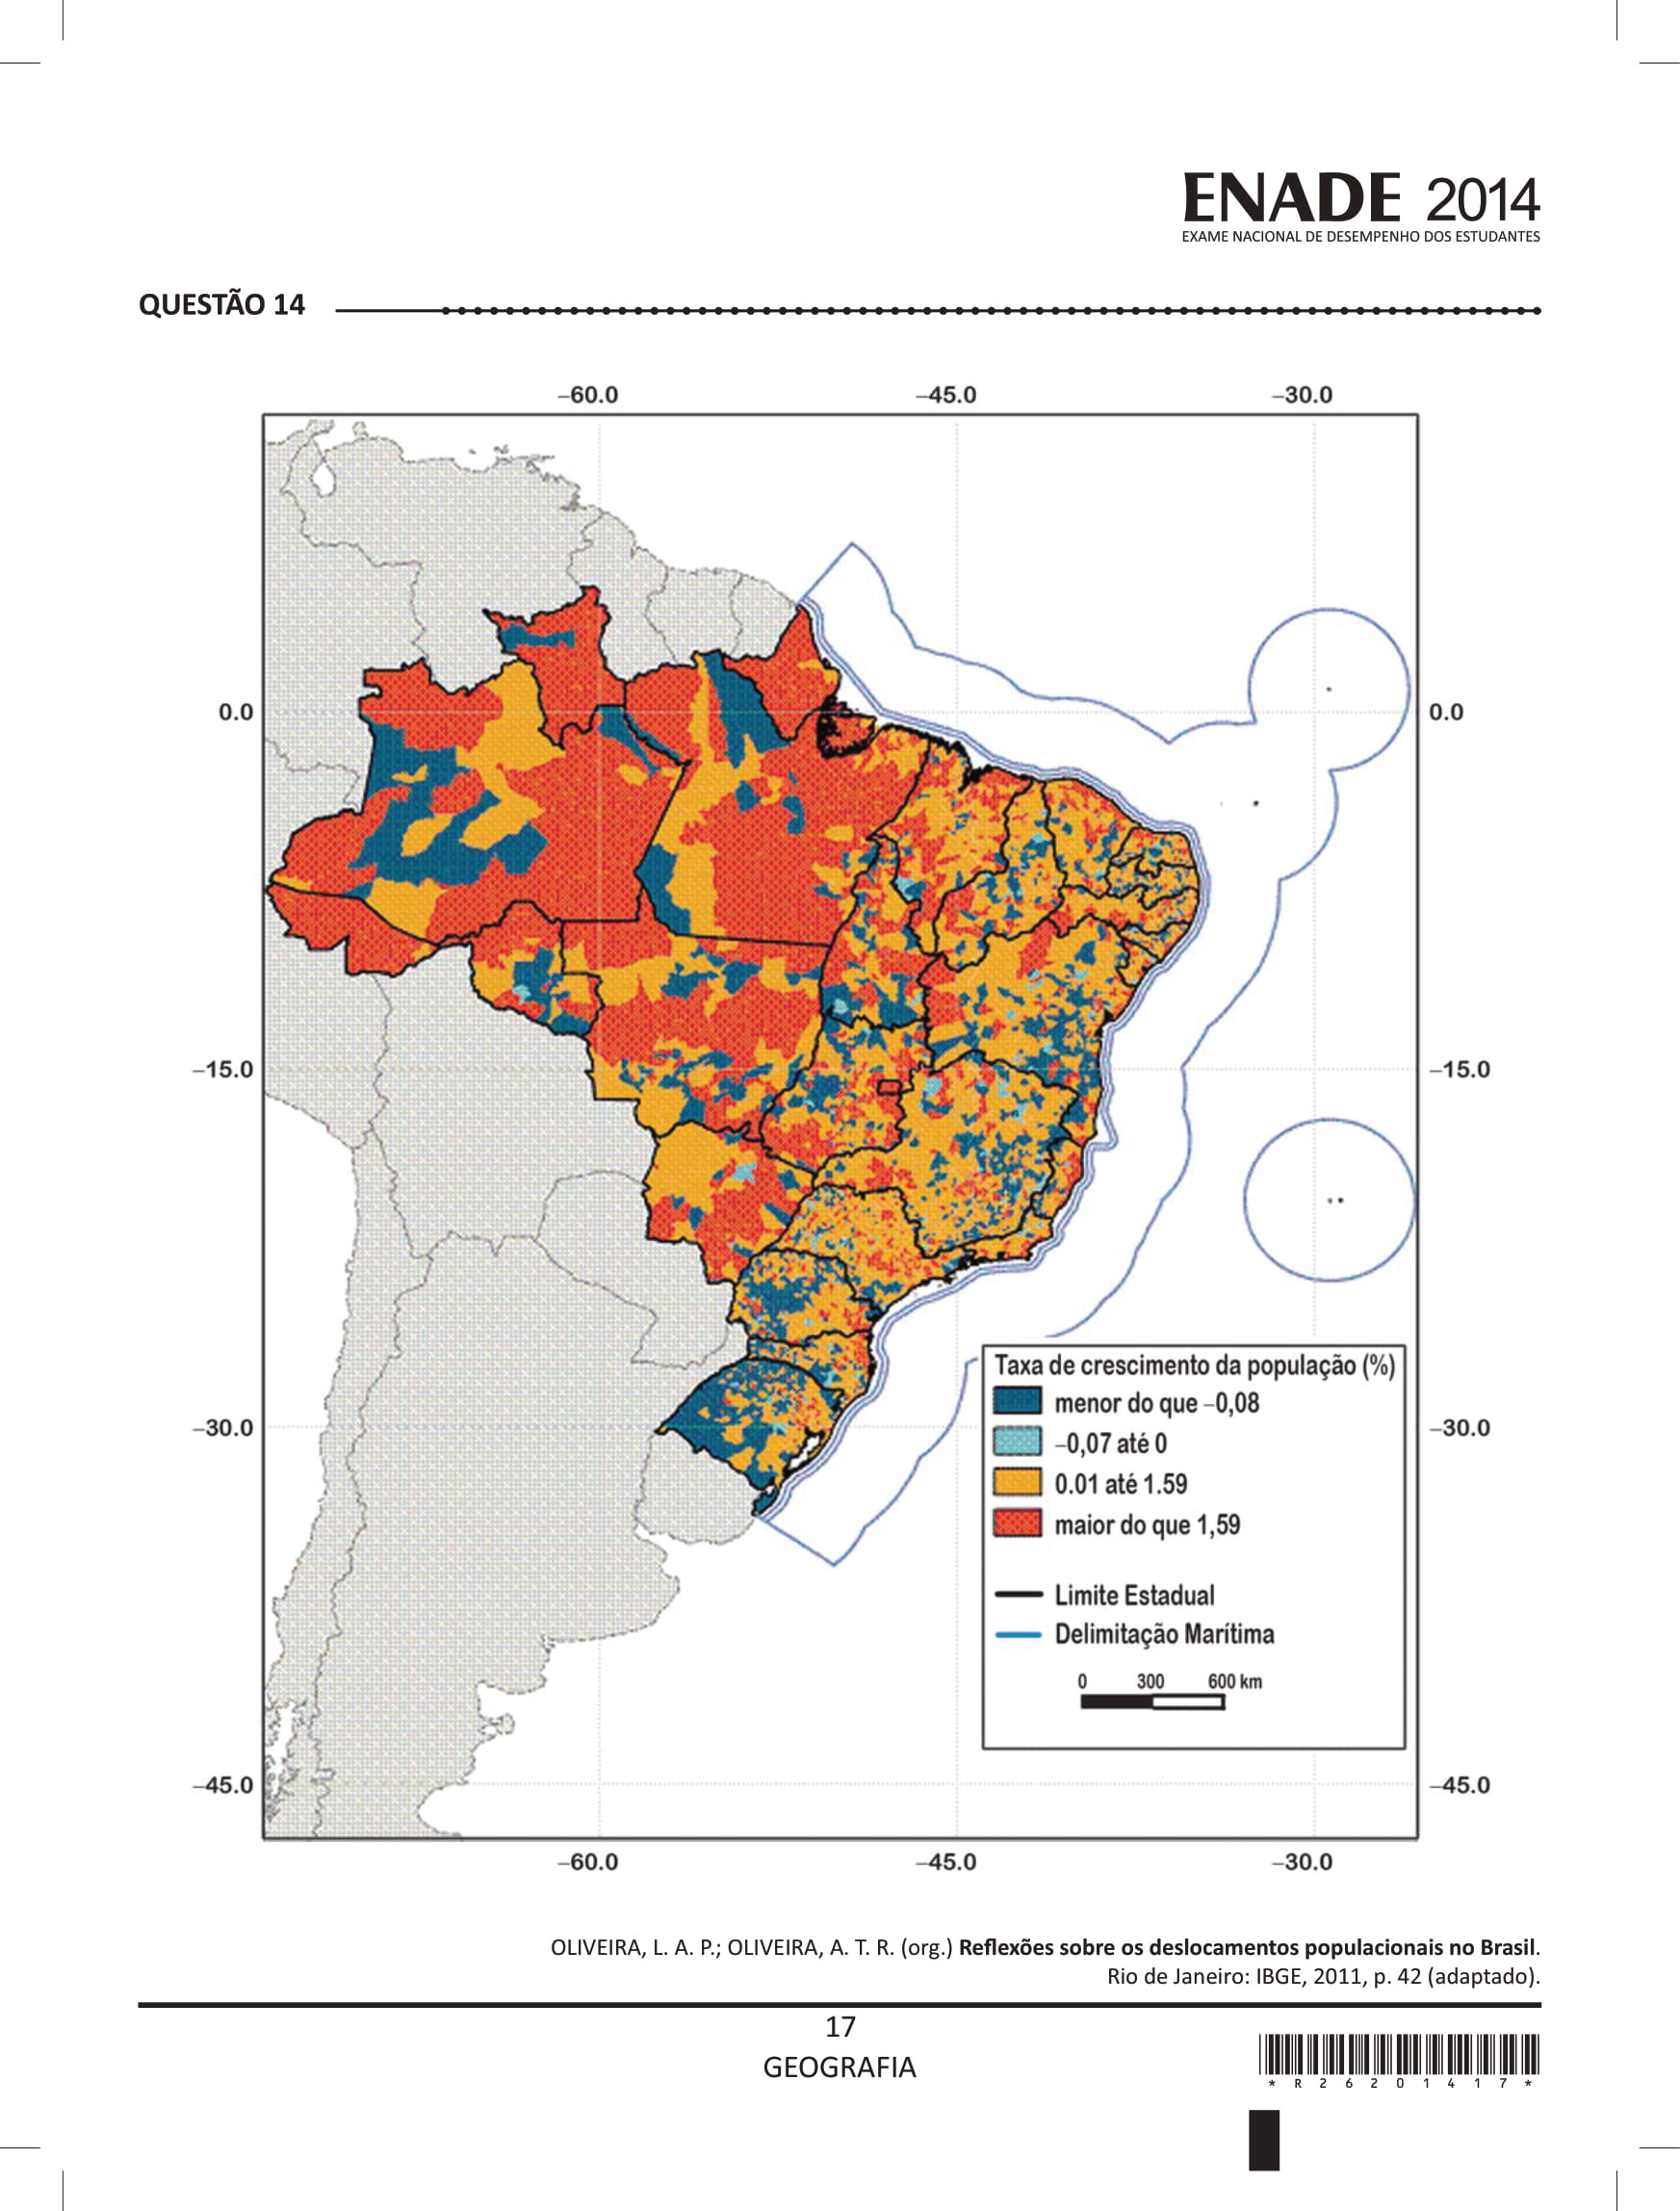 ENADE 2014
EXAME NACIONAL DE DESEMPENHO DOS ESTUDANTES
QUESTÃO 14
−60.0 −45.0 −30.0
0.0 0.0
−15.0 −15.0
−30.0 −30.0
−45.0 −45.0
−60.0 −45.0 −30.0
Taxa de crescimento da população (%)
menor do que −0,08
−0,07 até 0
0.01 até 1.59
maior do que 1,59
Limite Estadual
Delimitação Marítima
0 300 600 km
OLIVEIRA, L. A. P.; OLIVEIRA, A. T. R. (org.) Reflexões sobre os deslocamentos populacionais no Brasil.
Rio de Janeiro: IBGE, 2011, p. 42 (adaptado).
17
GEOGRAFIA
* R 2 6 2 0 1 4 1 7 *